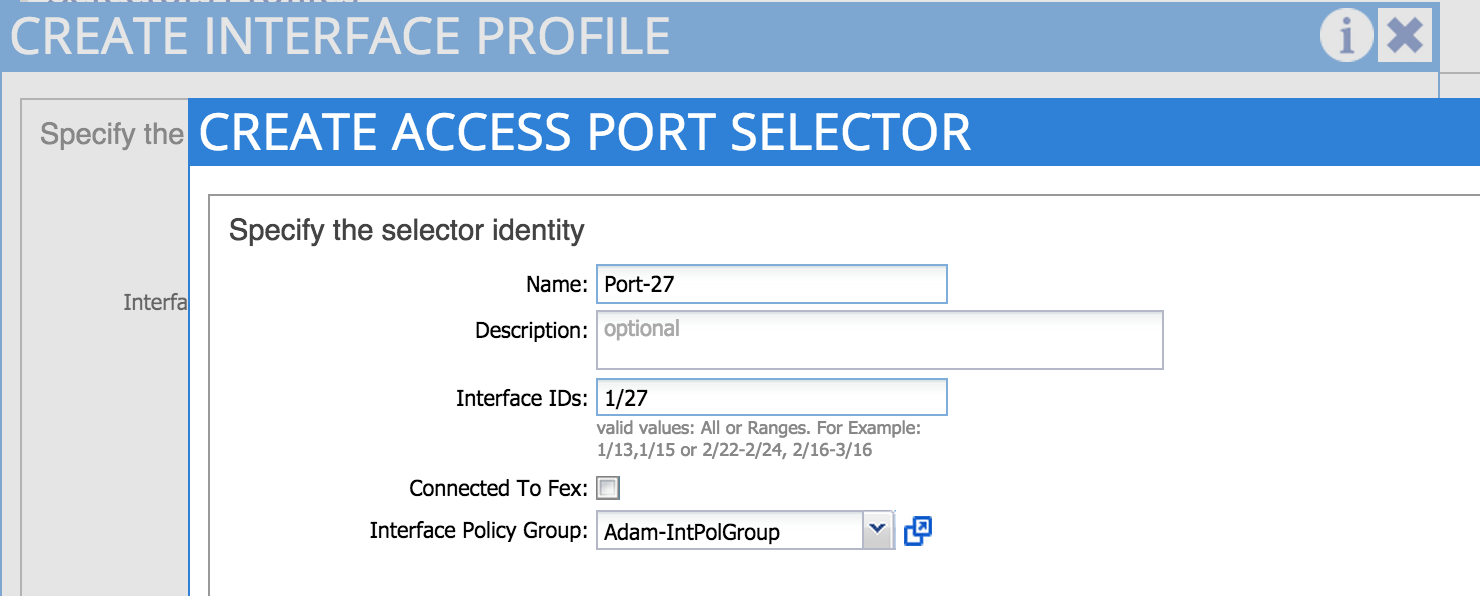 CREATE INTERFACE PROFILE
Specify the
CREATE ACCESS PORT SELECTOR
Specify the selector identity
Name: Port-27
Description: optional
Interfa
Interface IDs: 1/27
valid values: All or Ranges. For Example:
1/13,1/15 or 2/22-2/24, 2/16-3/16
Connected To Fex:
Interface Policy Group: Adam-IntPolGroup